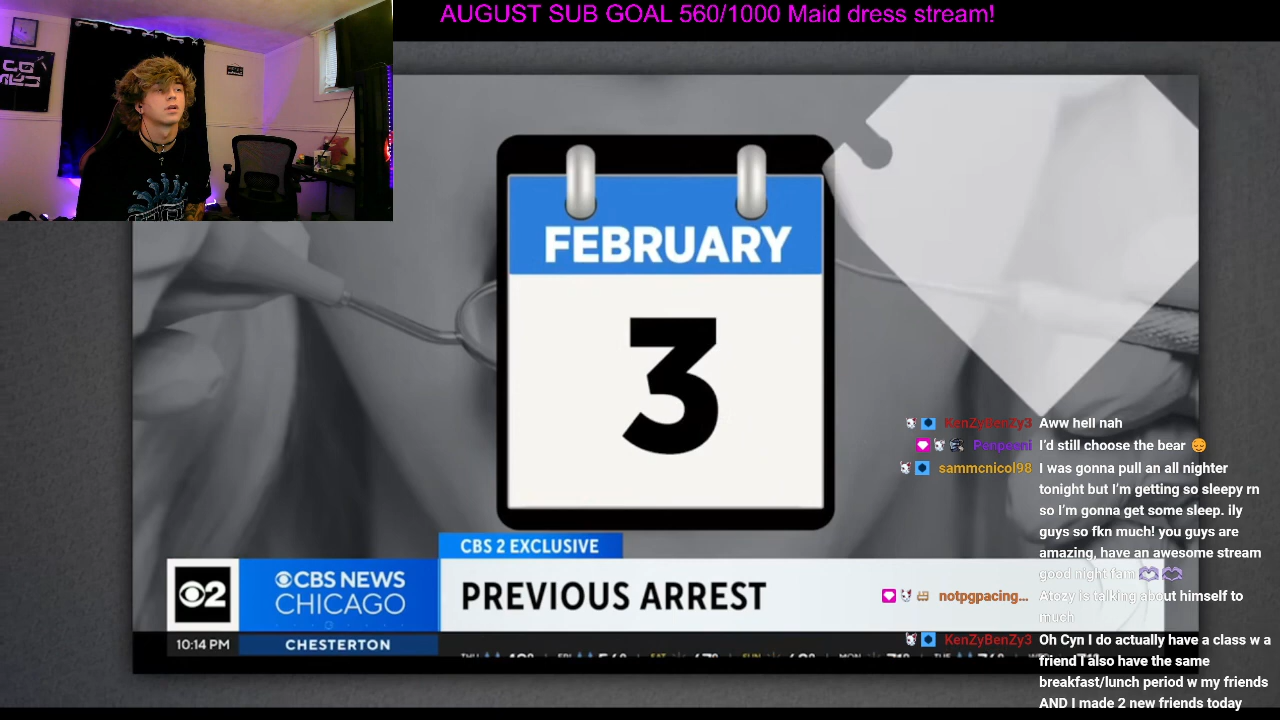 AUGUST SUB GOAL 560/1000 Maid dress stream!
FEBRUARY
3
KenZyBenZy3 Aww hell nah
I'd still choose the bear 😌
sammcnicol98 I was gonna pull an all nighter
tonight but I'm getting so sleepy rn
so I'm gonna get some sleep. ily
guys so fkn much! you guys are
amazing, have an awesome stream
good night fam
CBS 2 EXCLUSIVE
2
CBS NEWS
CHICAGO
PREVIOUS ARREST
notpgpacing... Atozy is talking about himself to
much
10:14 PM CHESTERTON
KenZyBenZy3 Oh Cyn I do actually have a class w a
friend I also have the same
breakfast/lunch period w my friends
AND I made 2 new friends today